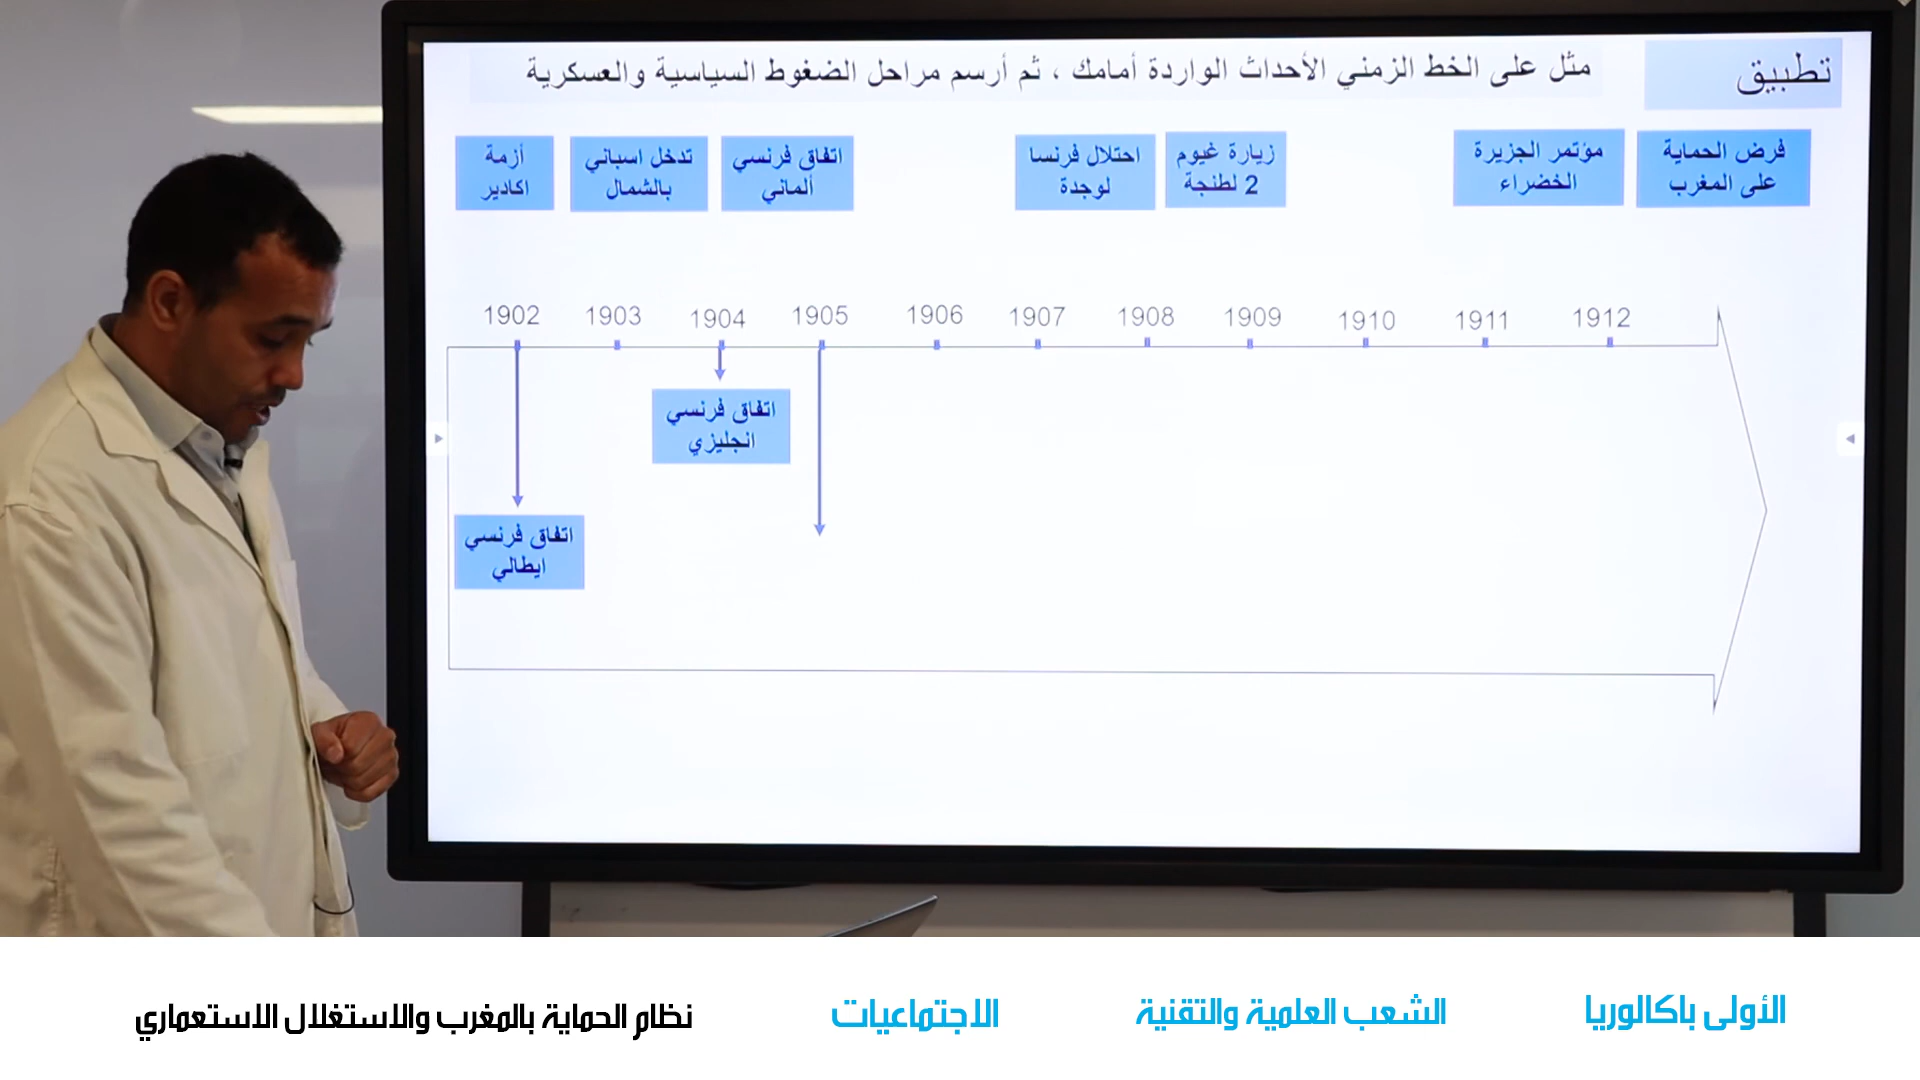 تطبيق
مثل على الخط الزمني الأحداث الواردة أمامك ، ثم أرسم مراحل الضغوط السياسية والعسكرية
فرض الحماية
على المغرب
مؤتمر الجزيرة
الخضراء
زيارة غيوم
2 لطنجة
احتلال فرنسا
لوجدة
اتفاق فرنسي
ألماني
تدخل اسباني
بالشمال
أزمة
اكادير
1902 1903 1904 1905 1906 1907 1908 1909 1910 1911 1912
اتفاق فرنسي
انجليزي
اتفاق فرنسي
ايطالي
الأولى باكالوريا
الشعب العلمية والتقنية
الاجتماعيات
نظام الحماية بالمغرب والاستغلال الاستعماري